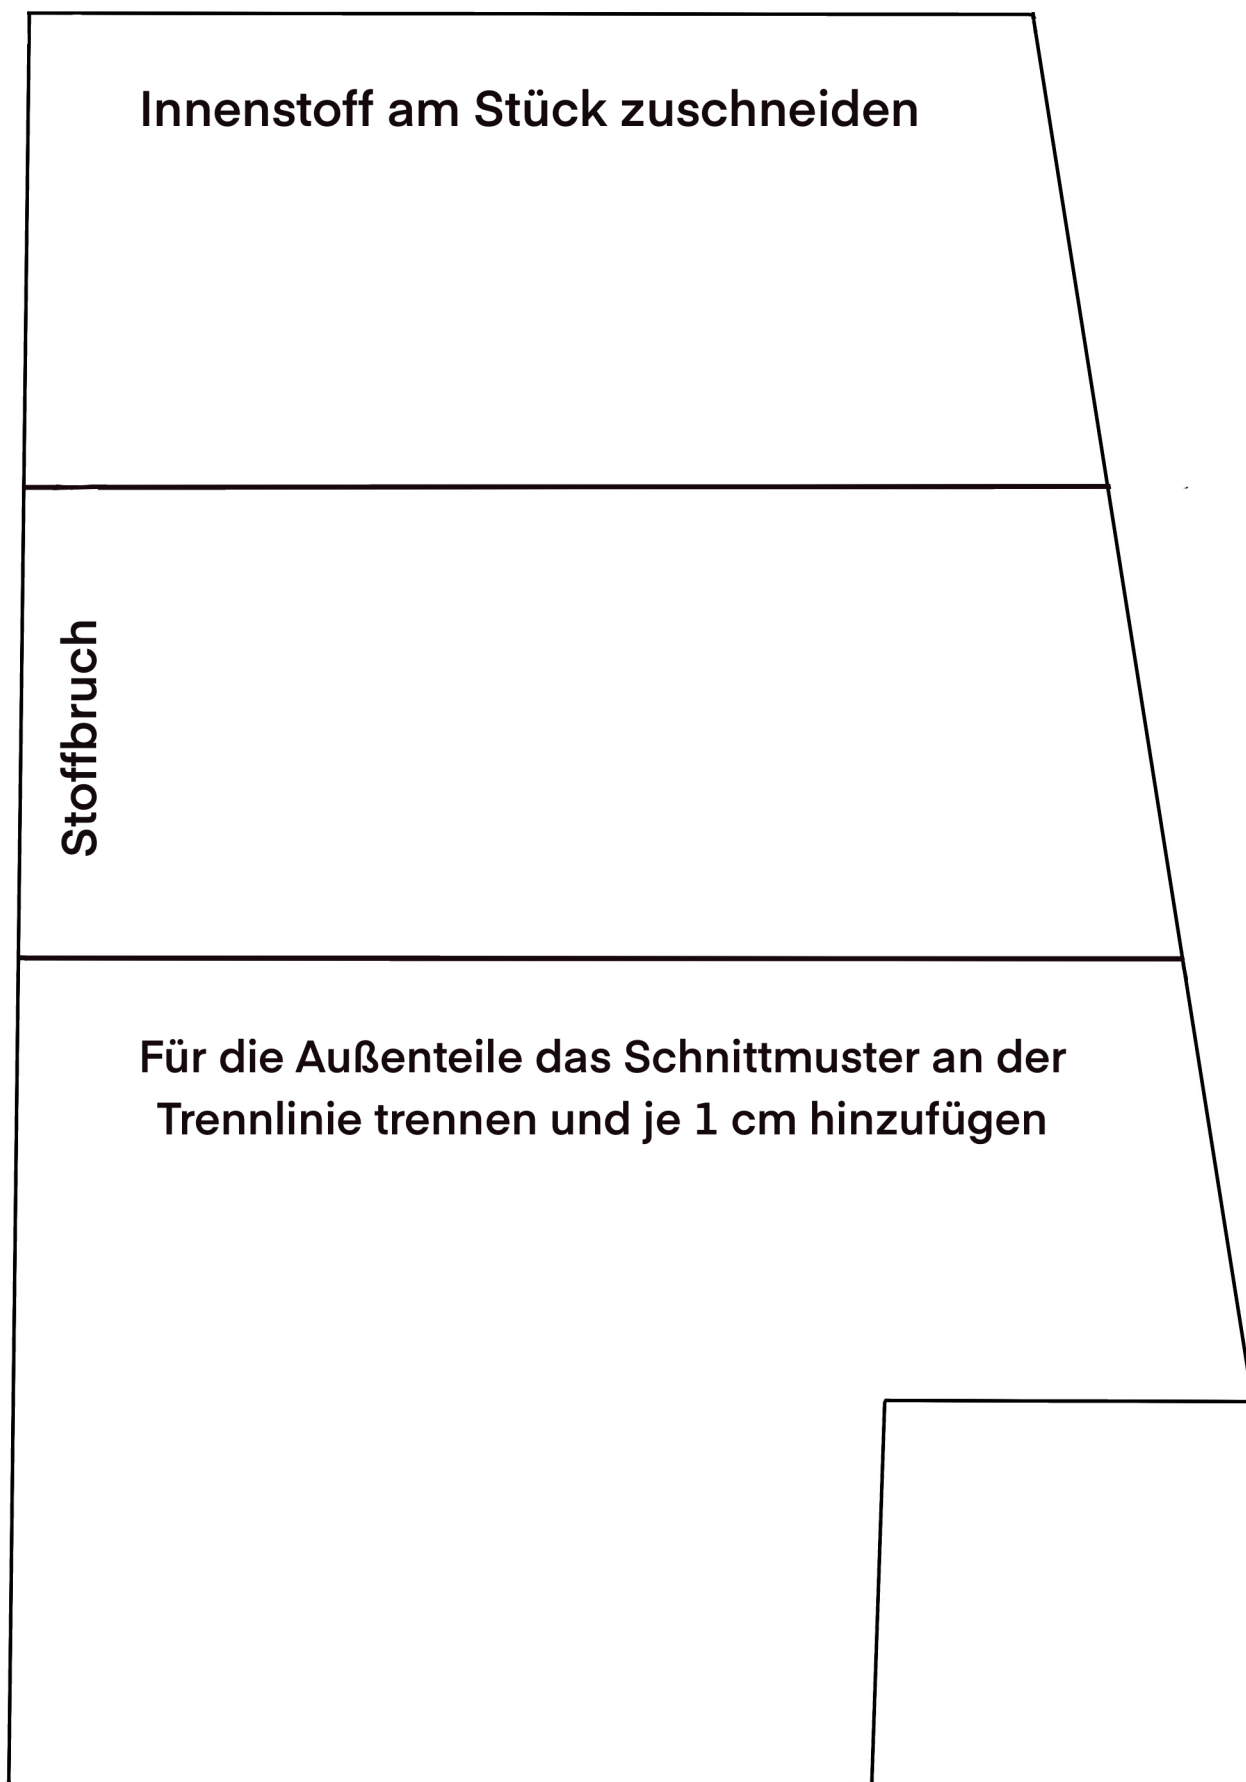 Innenstoff am Stück zuschneiden
Stoffbruch
Für die Außenteile das Schnittmuster an der
Trennlinie trennen und je 1 cm hinzufügen